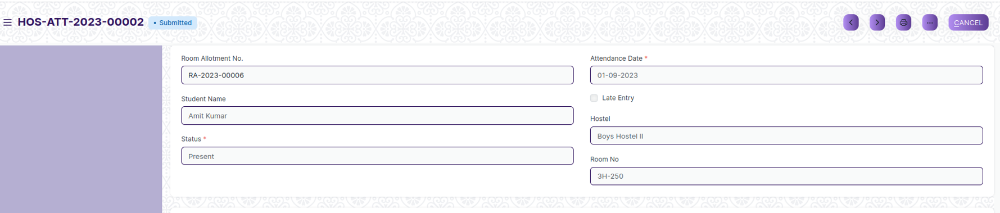 HOS-ATT-2023-00002 • Submitted
CANCEL
Room Allotment No.
RA-2023-00006
Student Name
Amit Kumar
Status *
Present
Attendance Date *
01-09-2023
Late Entry
Hostel
Boys Hostel II
Room No
3H-250